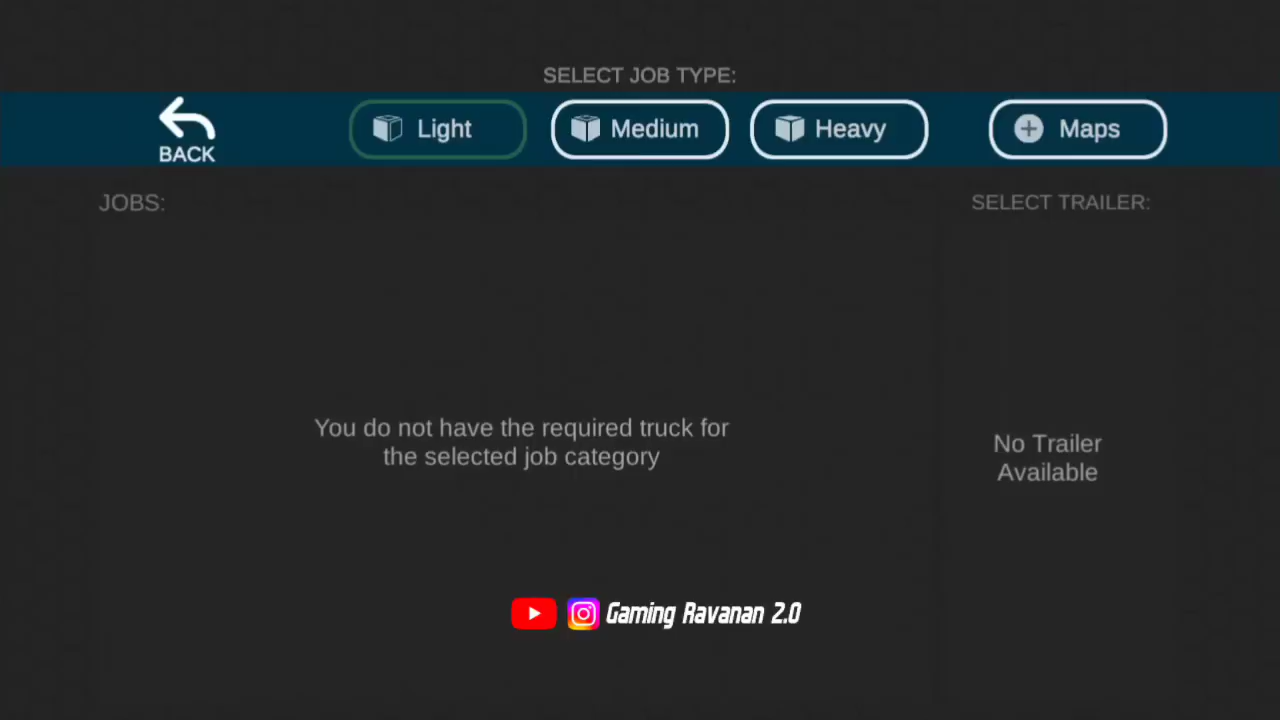 SELECT JOB TYPE:
BACK
Light
Medium
Heavy
Maps
JOBS:
SELECT TRAILER:
You do not have the required truck for
the selected job category
No Trailer
Available
Gaming Ravanan 2.0